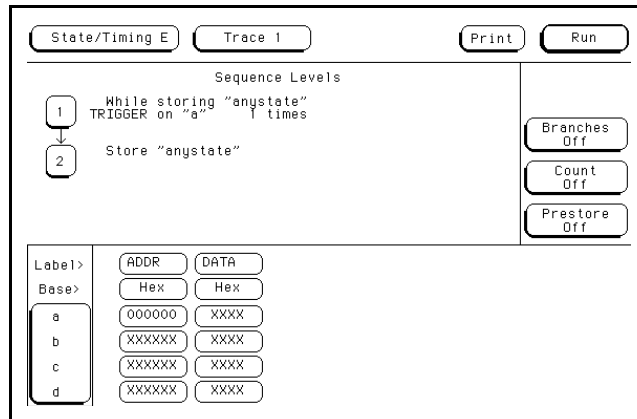 State/Timing E Trace 1 Print Run
Sequence Levels
1 While storing "anystate"
TRIGGER on "a" 1 times
2 Store "anystate"
Branches
Off
Count
Off
Prestore
Off
Label> ADDR DATA
Base> Hex Hex
a 000000 XXXX
b XXXXXX XXXX
c XXXXXX XXXX
d XXXXXX XXXX